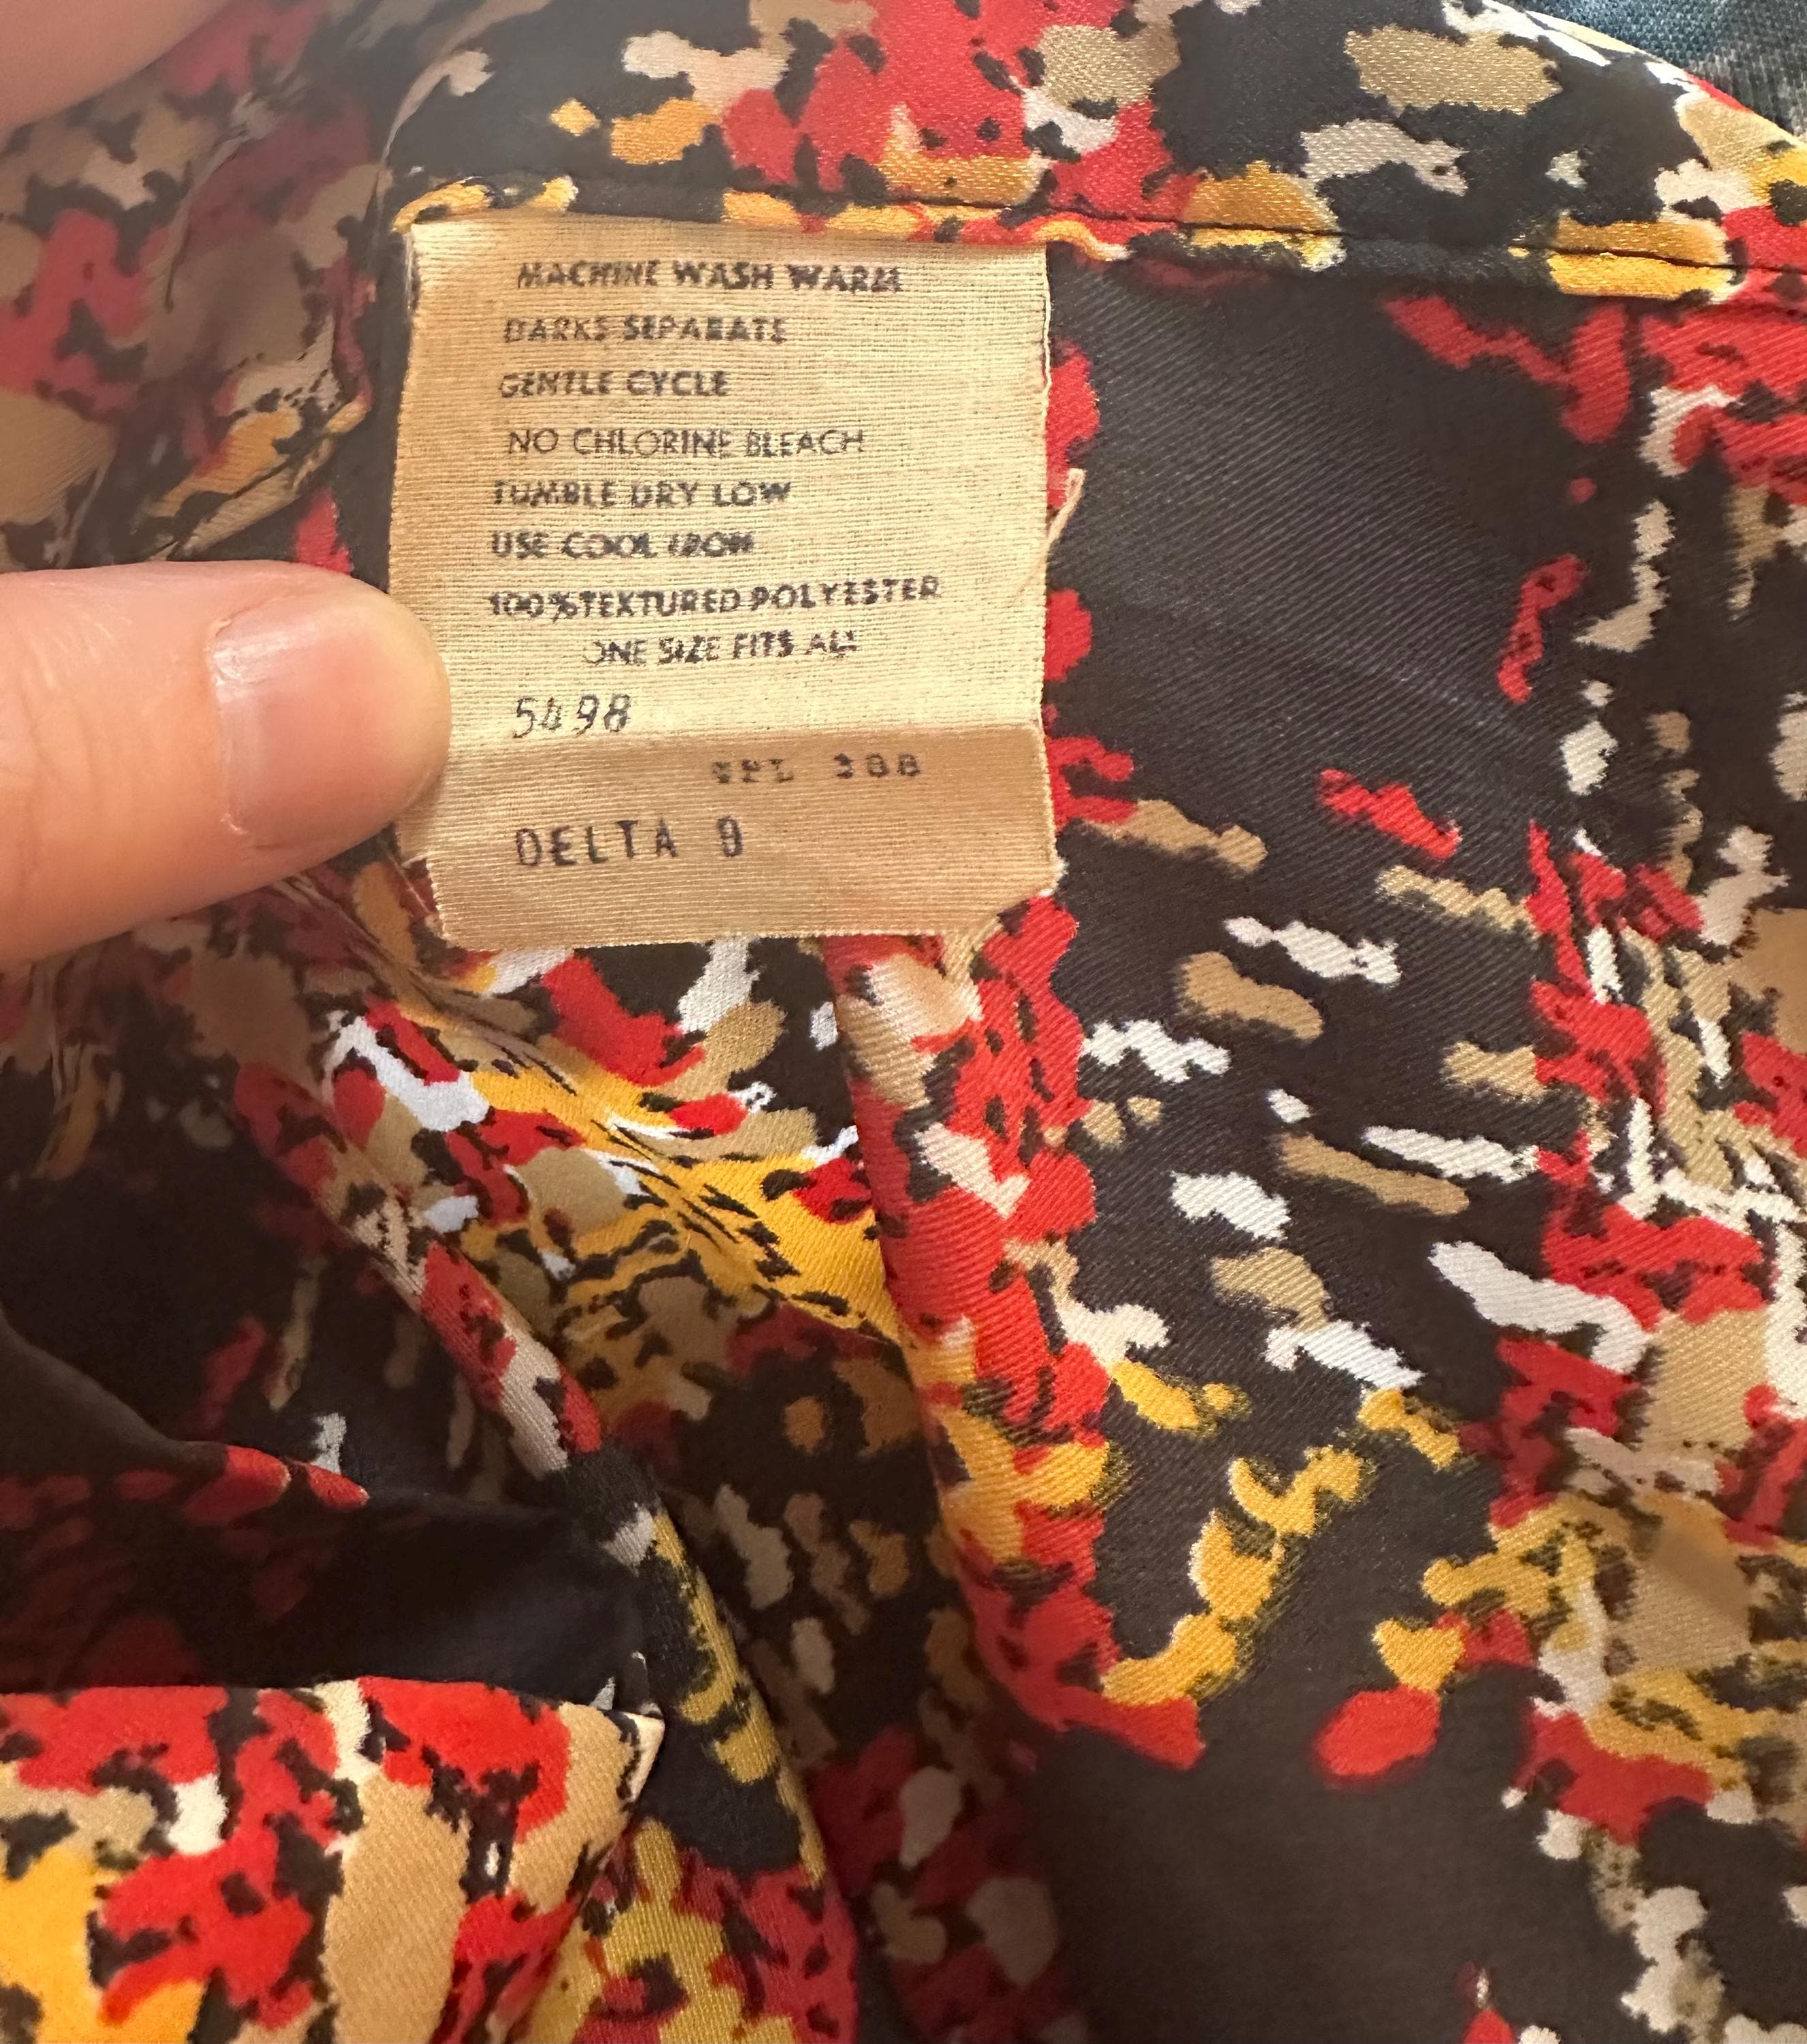 MACHINE WASH WARM
DARKS SEPARATE
GENTLE CYCLE
NO CHLORINE BLEACH
TUMBLE DRY LOW
USE COOL IRON
100% TEXTURED POLYESTER
ONE SIZE FITS ALL
5498
DELTA 9